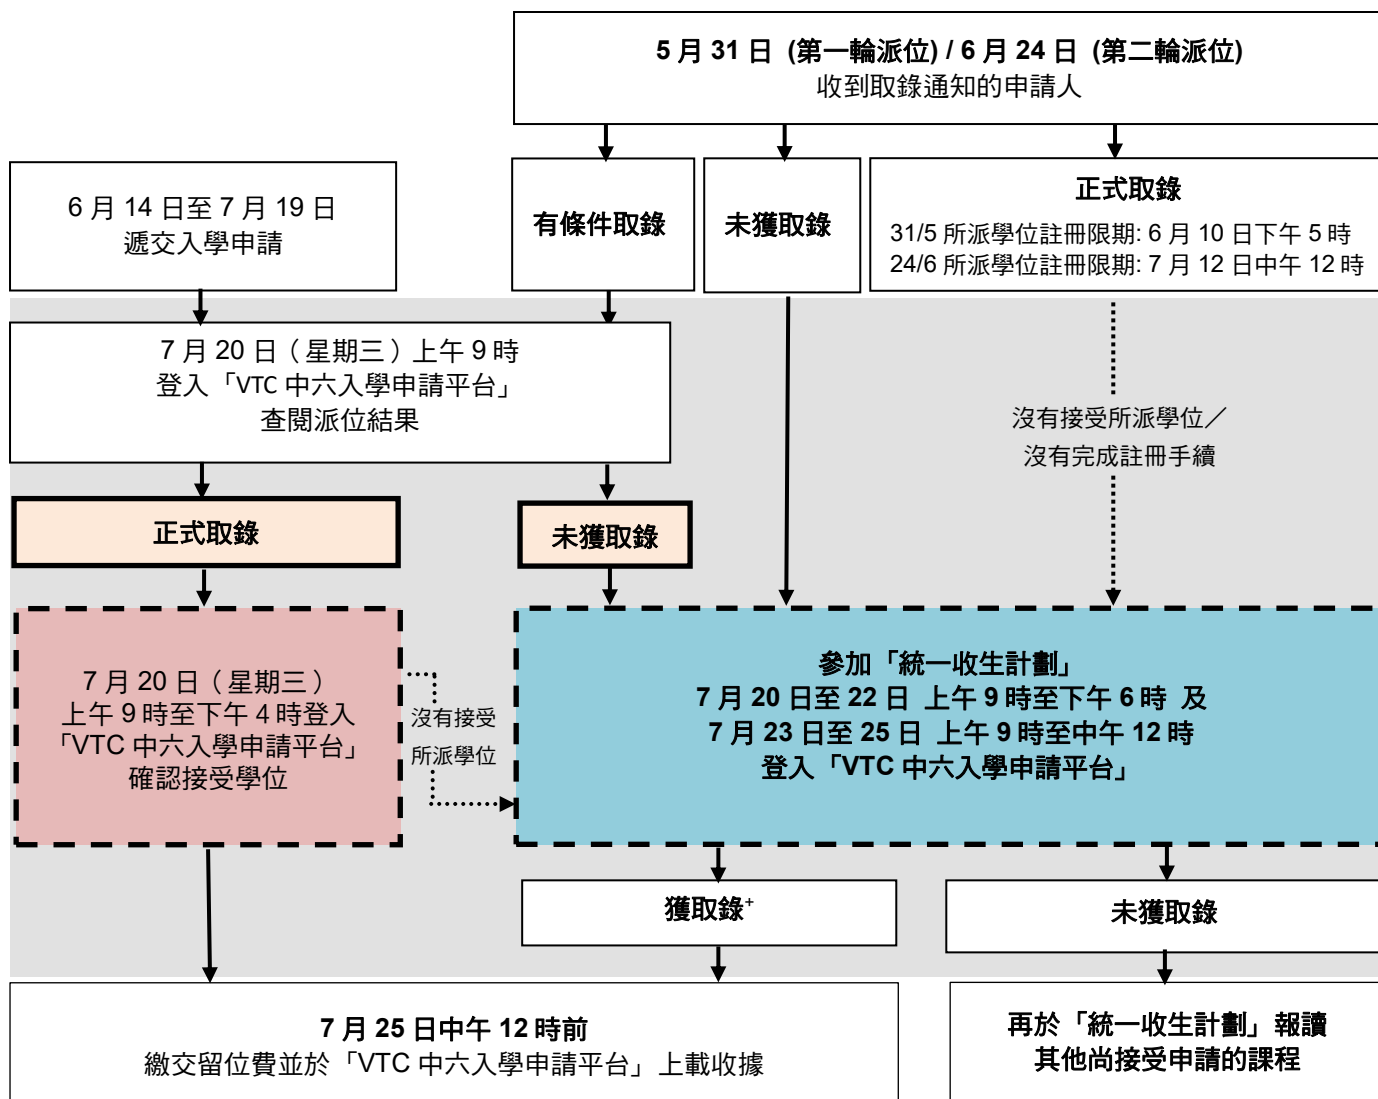 5 月 31 日 (第一輪派位) / 6 月 24 日 (第二輪派位)
收到取錄通知的申請人
6 月 14 日至 7 月 19 日
遞交入學申請
有條件取錄
未獲取錄
正式取錄
31/5 所派學位註冊限期: 6 月 10 日下午 5 時
24/6 所派學位註冊限期: 7 月 12 日中午 12 時
7 月 20 日（星期三）上午 9 時
登入「VTC 中六入學申請平台」
查閱派位結果
沒有接受所派學位／
沒有完成註冊手續
正式取錄
未獲取錄
7 月 20 日（星期三）
上午 9 時至下午 4 時登入
「VTC 中六入學申請平台」
確認接受學位
沒有接受
所派學位
參加「統一收生計劃」
7 月 20 日至 22 日 上午 9 時至下午 6 時 及
7 月 23 日至 25 日 上午 9 時至中午 12 時
登入「VTC 中六入學申請平台」
獲取錄+
未獲取錄
7 月 25 日中午 12 時前
繳交留位費並於「VTC 中六入學申請平台」上載收據
再於「統一收生計劃」報讀
其他尚接受申請的課程